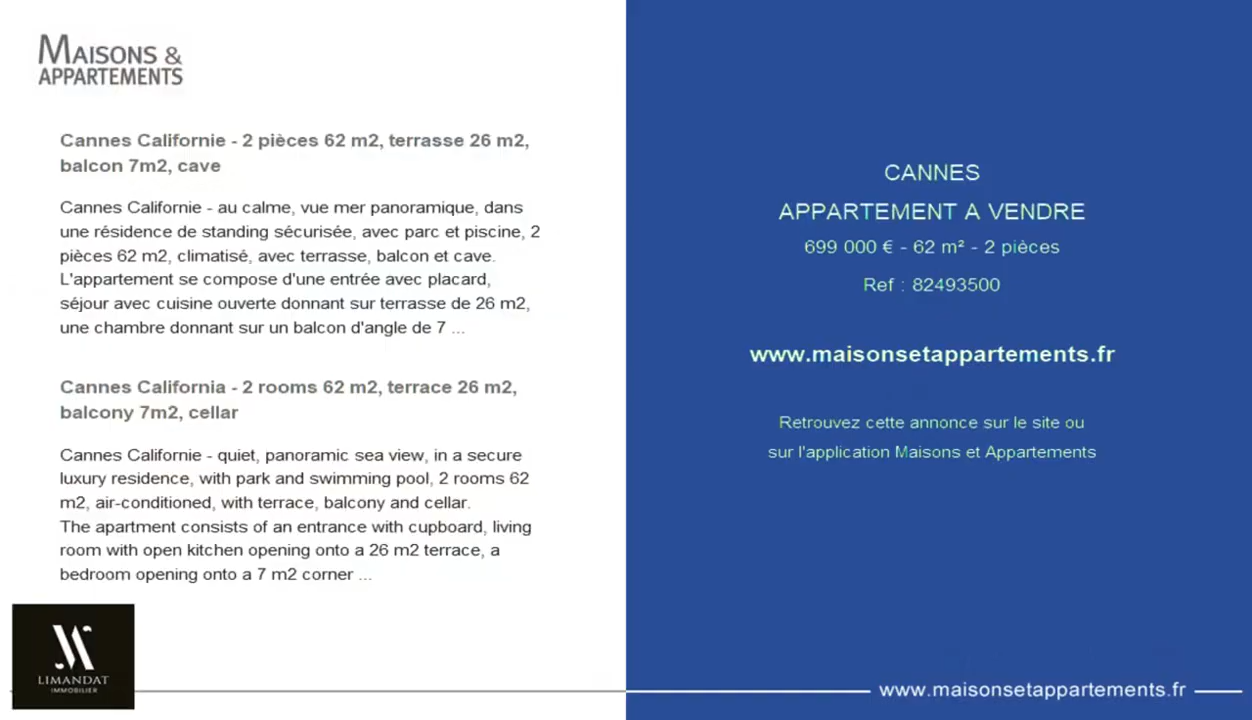 MAISONS &
APPARTEMENTS
Cannes Californie - 2 pièces 62 m2, terrasse 26 m2,
balcon 7m2, cave
Cannes Californie - au calme, vue mer panoramique, dans
une résidence de standing sécurisée, avec parc et piscine, 2
pièces 62 m2, climatisé, avec terrasse, balcon et cave.
L'appartement se compose d'une entrée avec placard,
séjour avec cuisine ouverte donnant sur terrasse de 26 m2,
une chambre donnant sur un balcon d'angle de 7 ...
Cannes California - 2 rooms 62 m2, terrace 26 m2,
balcony 7m2, cellar
Cannes Californie - quiet, panoramic sea view, in a secure
luxury residence, with park and swimming pool, 2 rooms 62
m2, air-conditioned, with terrace, balcony and cellar.
The apartment consists of an entrance with cupboard, living
room with open kitchen opening onto a 26 m2 terrace, a
bedroom opening onto a 7 m2 corner ...
LIMANDAT
IMMOBILIER
CANNES
APPARTEMENT A VENDRE
699 000 € - 62 m² - 2 pièces
Ref : 82493500
www.maisonsetappartements.fr
Retrouvez cette annonce sur le site ou
sur l'application Maisons et Appartements
www.maisonsetappartements.fr